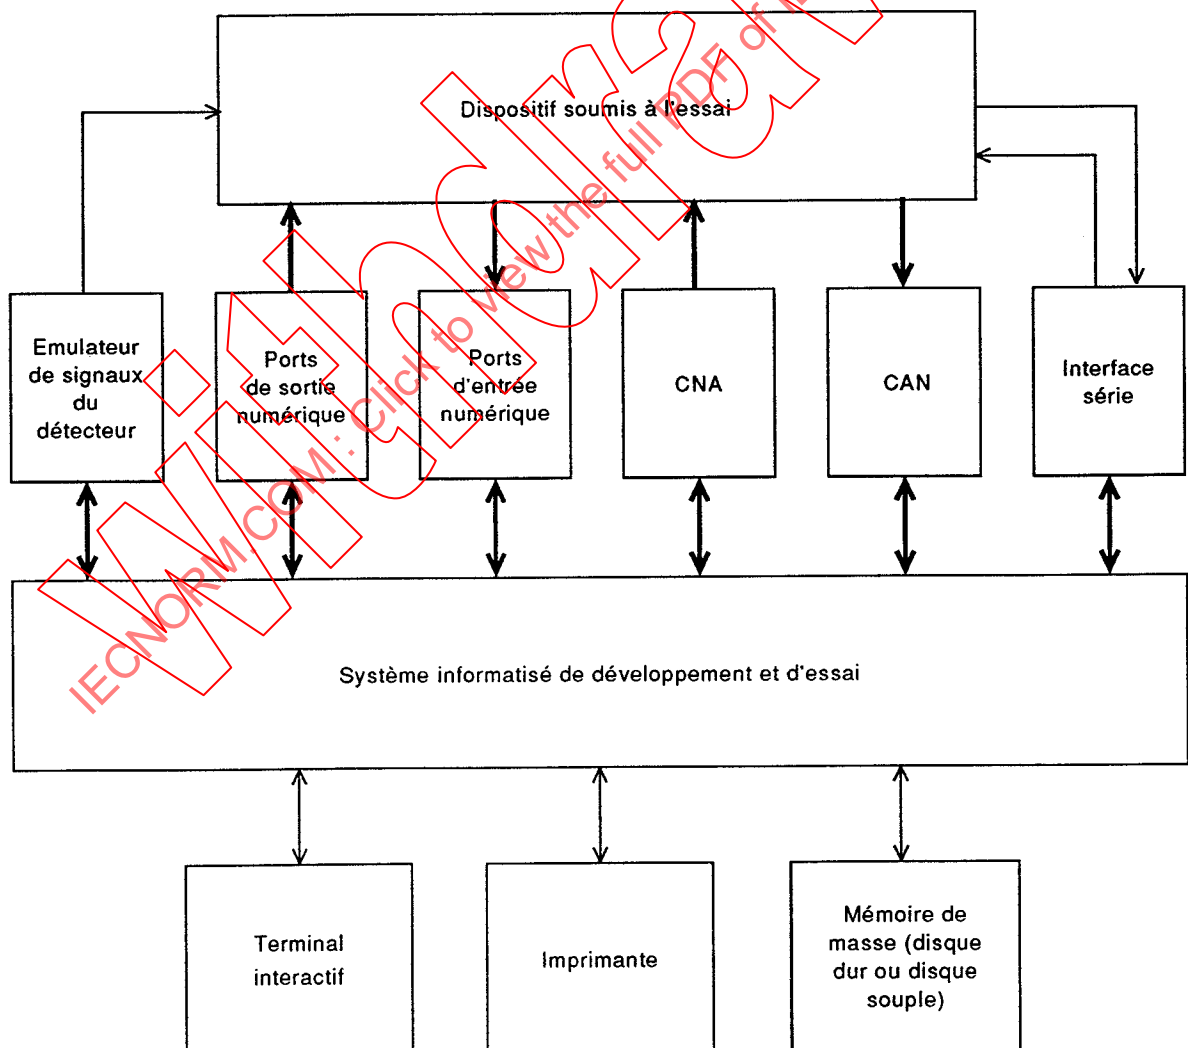 Dispositif soumis à l'essai
Emulateur
de signaux
du
détecteur
Ports
de sortie
numérique
Ports
d'entrée
numérique
CNA
CAN
Interface
série
Système informatisé de développement et d'essai
Terminal
interactif
Imprimante
Mémoire de
masse (disque
dur ou disque
souple)
IECNORM.COM : Click to view the full PDF of
Withdraw